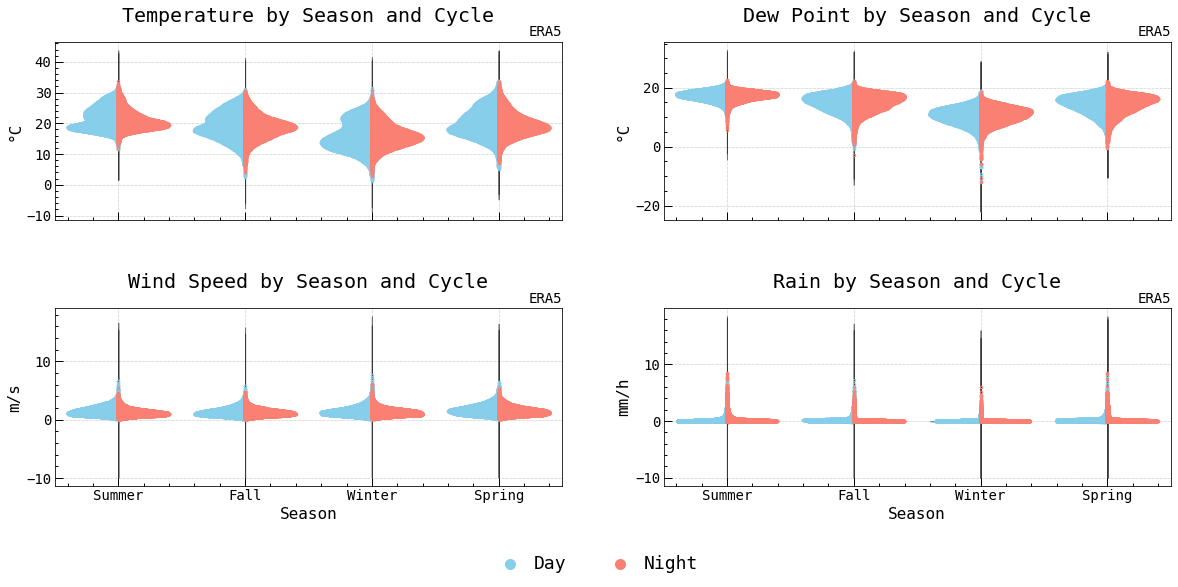 Temperature by Season and Cycle
ERA5
°C
40
30
20
10
0
−10
Dew Point by Season and Cycle
ERA5
°C
20
0
−20
Wind Speed by Season and Cycle
ERA5
m/s
10
0
−10
Summer Fall Winter Spring
Season
Rain by Season and Cycle
ERA5
mm/h
10
0
−10
Summer Fall Winter Spring
Season
Day Night